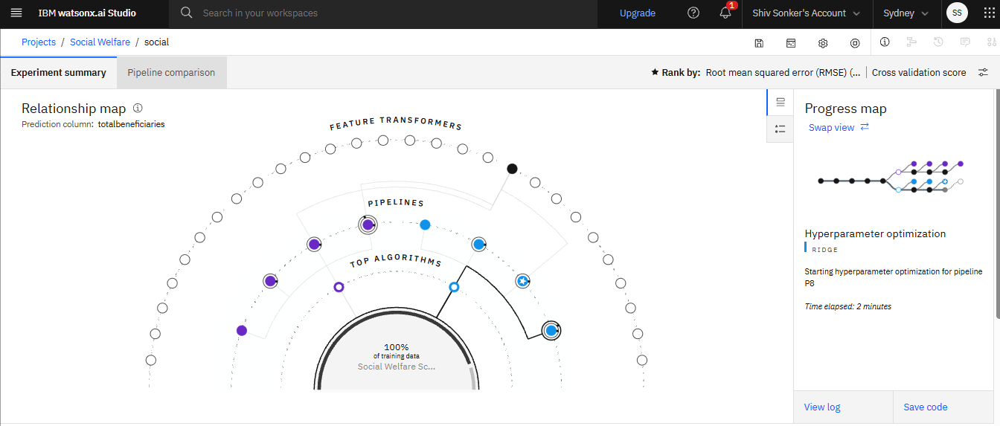 IBM watsonx.ai Studio
Search in your workspaces
Upgrade
1
Shiv Sonker's Account
Sydney
SS
Projects / Social Welfare / social
Experiment summary
Pipeline comparison
Rank by: Root mean squared error (RMSE) (... | Cross validation score
Relationship map
Prediction column: totalbeneficiaries
FEATURE TRANSFORMERS
PIPELINES
TOP ALGORITHMS
100%
of training data
Social Welfare Sc...
Progress map
Swap view
Hyperparameter optimization
RIDGE
Starting hyperparameter optimization for pipeline
P8
Time elapsed: 2 minutes
View log
Save code